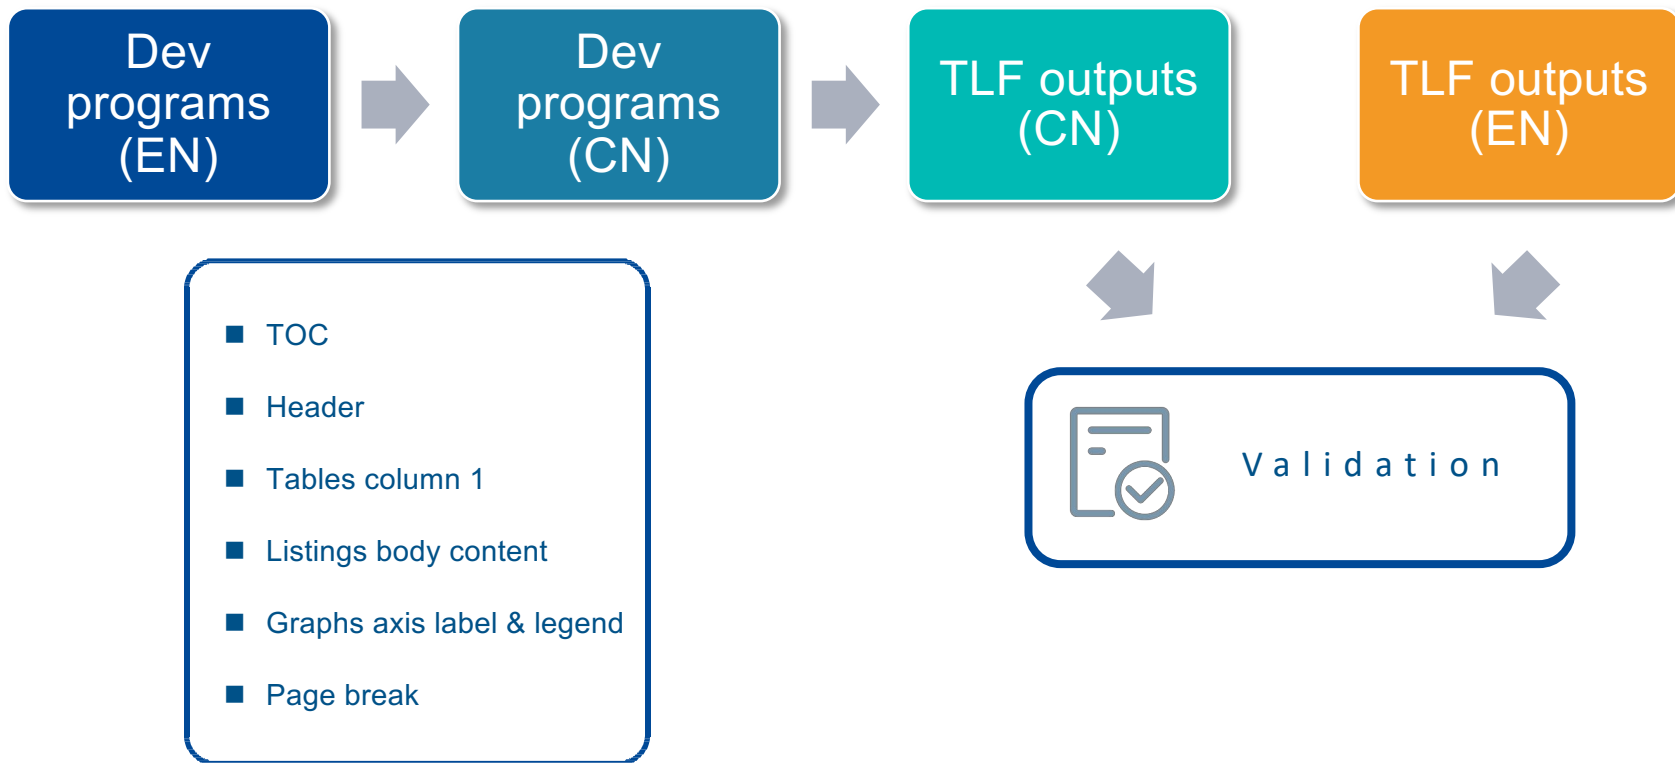 Dev
programs
(EN)
Dev
programs
(CN)
TLF outputs
(CN)
TLF outputs
(EN)
TOC
Header
Tables column 1
Listings body content
Graphs axis label & legend
Page break
Validation